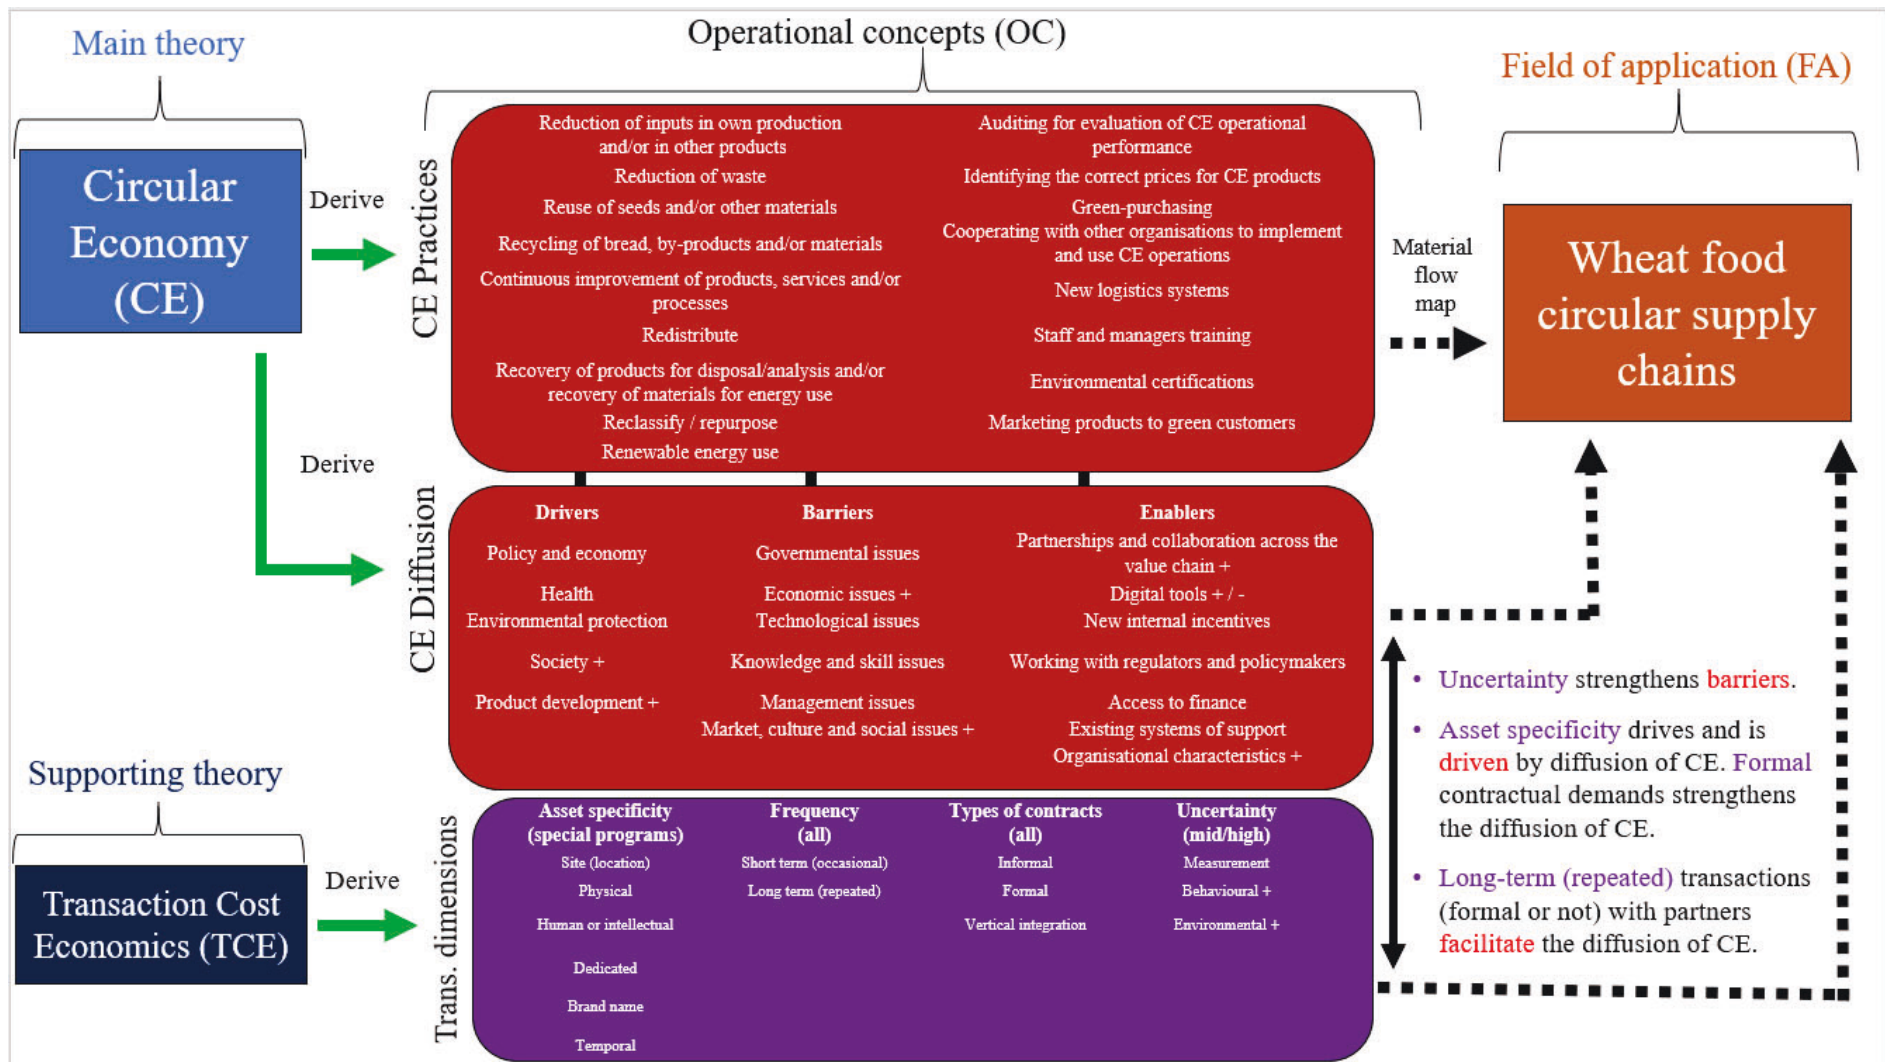 Main theory
Operational concepts (OC)
Field of application (FA)
Circular
Economy
(CE)
Derive
CE Practices
Reduction of inputs in own production
and/or in other products
Reduction of waste
Reuse of seeds and/or other materials
Recycling of bread, by-products and/or materials
Continuous improvement of products, services and/or
processes
Redistribute
Recovery of products for disposal/analysis and/or
recovery of materials for energy use
Reclassify / repurpose
Renewable energy use
Auditing for evaluation of CE operational
performance
Identifying the correct prices for CE products
Green-purchasing
Cooperating with other organisations to implement
and use CE operations
New logistics systems
Staff and managers training
Environmental certifications
Marketing products to green customers
Material
flow
map
Wheat food
circular supply
chains
Derive
CE Diffusion
Drivers
Policy and economy
Health
Environmental protection
Society +
Product development +
Barriers
Governmental issues
Economic issues +
Technological issues
Knowledge and skill issues
Management issues
Market, culture and social issues +
Enablers
Partnerships and collaboration across the
value chain +
Digital tools + / -
New internal incentives
Working with regulators and policymakers
Access to finance
Existing systems of support
Organisational characteristics +
• Uncertainty strengthens barriers.
• Asset specificity drives and is
driven by diffusion of CE. Formal
contractual demands strengthens
the diffusion of CE.
• Long-term (repeated) transactions
(formal or not) with partners
facilitate the diffusion of CE.
Supporting theory
Transaction Cost
Economics (TCE)
Derive
Trans. dimensions
Asset specificity
(special programs)
Site (location)
Physical
Human or intellectual
Dedicated
Brand name
Temporal
Frequency
(all)
Short term (occasional)
Long term (repeated)
Types of contracts
(all)
Informal
Formal
Vertical integration
Uncertainty
(mid/high)
Measurement
Behavioural +
Environmental +